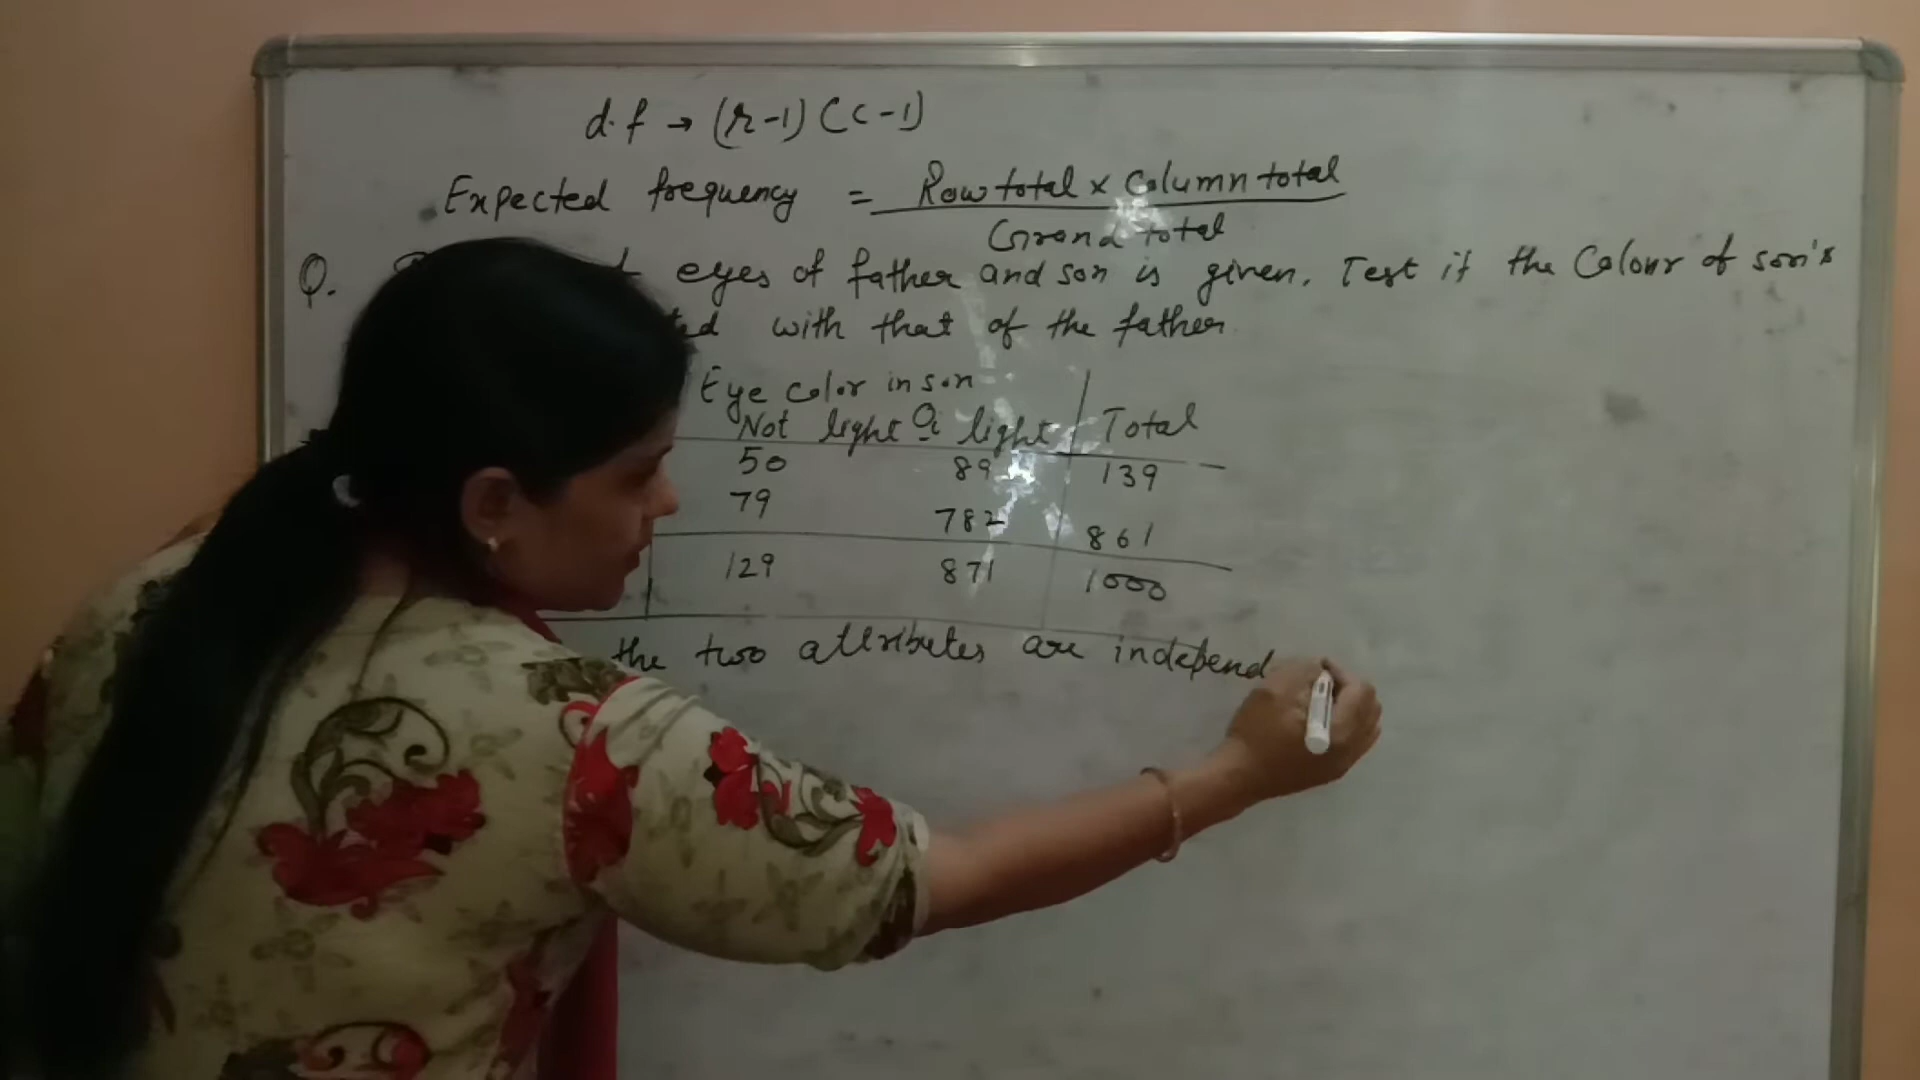 d.f → (r-1) (c-1)
Expected frequency = Row total x Column total
Grand total
Q. eyes of father and son is given. Test if the Colour of son's
with that of the father
Eye color in son
Not light light Total
50 89 139
79 782 861
129 871 1000
the two attributes are independ